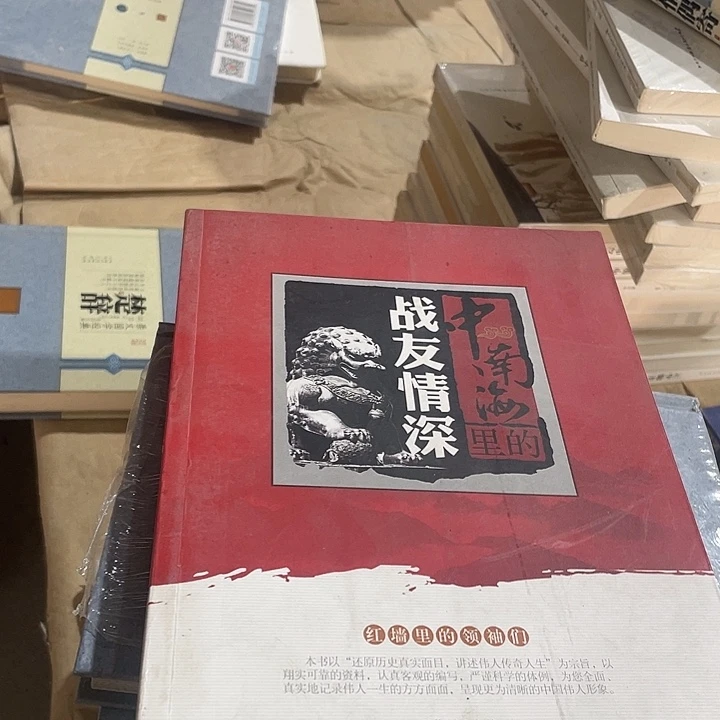 中南海
里的
战友情深
红墙里的领袖们
本书以“还原历史真实面目，讲述伟人传奇人生”为宗旨，以
翔实可靠的资料，认真客观的编写，严谨科学的体例，为您全面、
真实地记录伟人一生的方方面面，呈现更为清晰的中国伟人形象。
楚辞